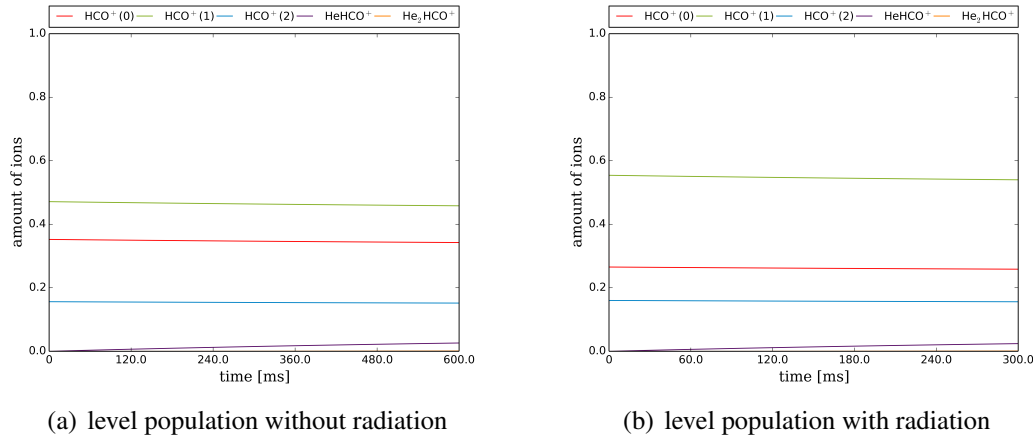 HCO⁺(0) HCO⁺(1) HCO⁺(2) HeHCO⁺ He₂HCO⁺
1.0
0.8
0.6
0.4
0.2
0.0
amount of ions
0 120.0 240.0 360.0 480.0 600.0
time [ms]
(a) level population without radiation
HCO⁺(0) HCO⁺(1) HCO⁺(2) HeHCO⁺ He₂HCO⁺
1.0
0.8
0.6
0.4
0.2
0.0
amount of ions
0 60.0 120.0 180.0 240.0 300.0
time [ms]
(b) level population with radiation